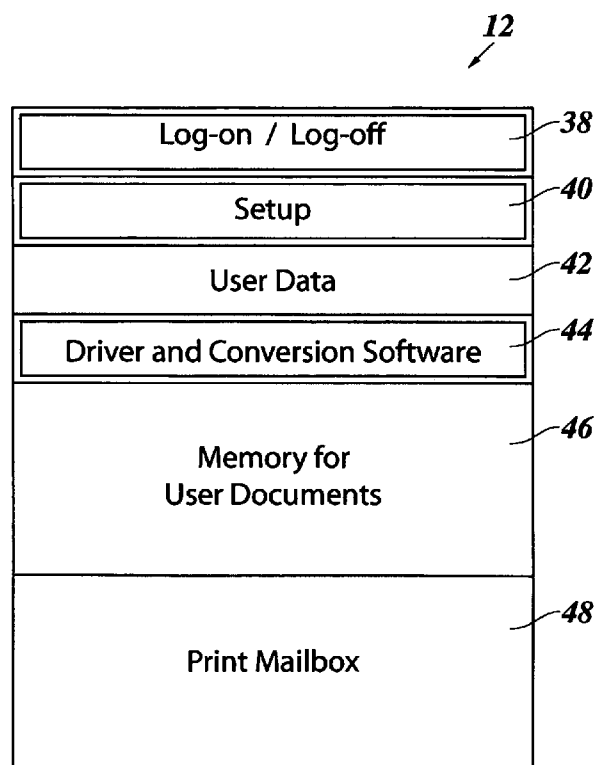 12
Log-on / Log-off
38
Setup
40
User Data
42
Driver and Conversion Software
44
Memory for
User Documents
46
Print Mailbox
48